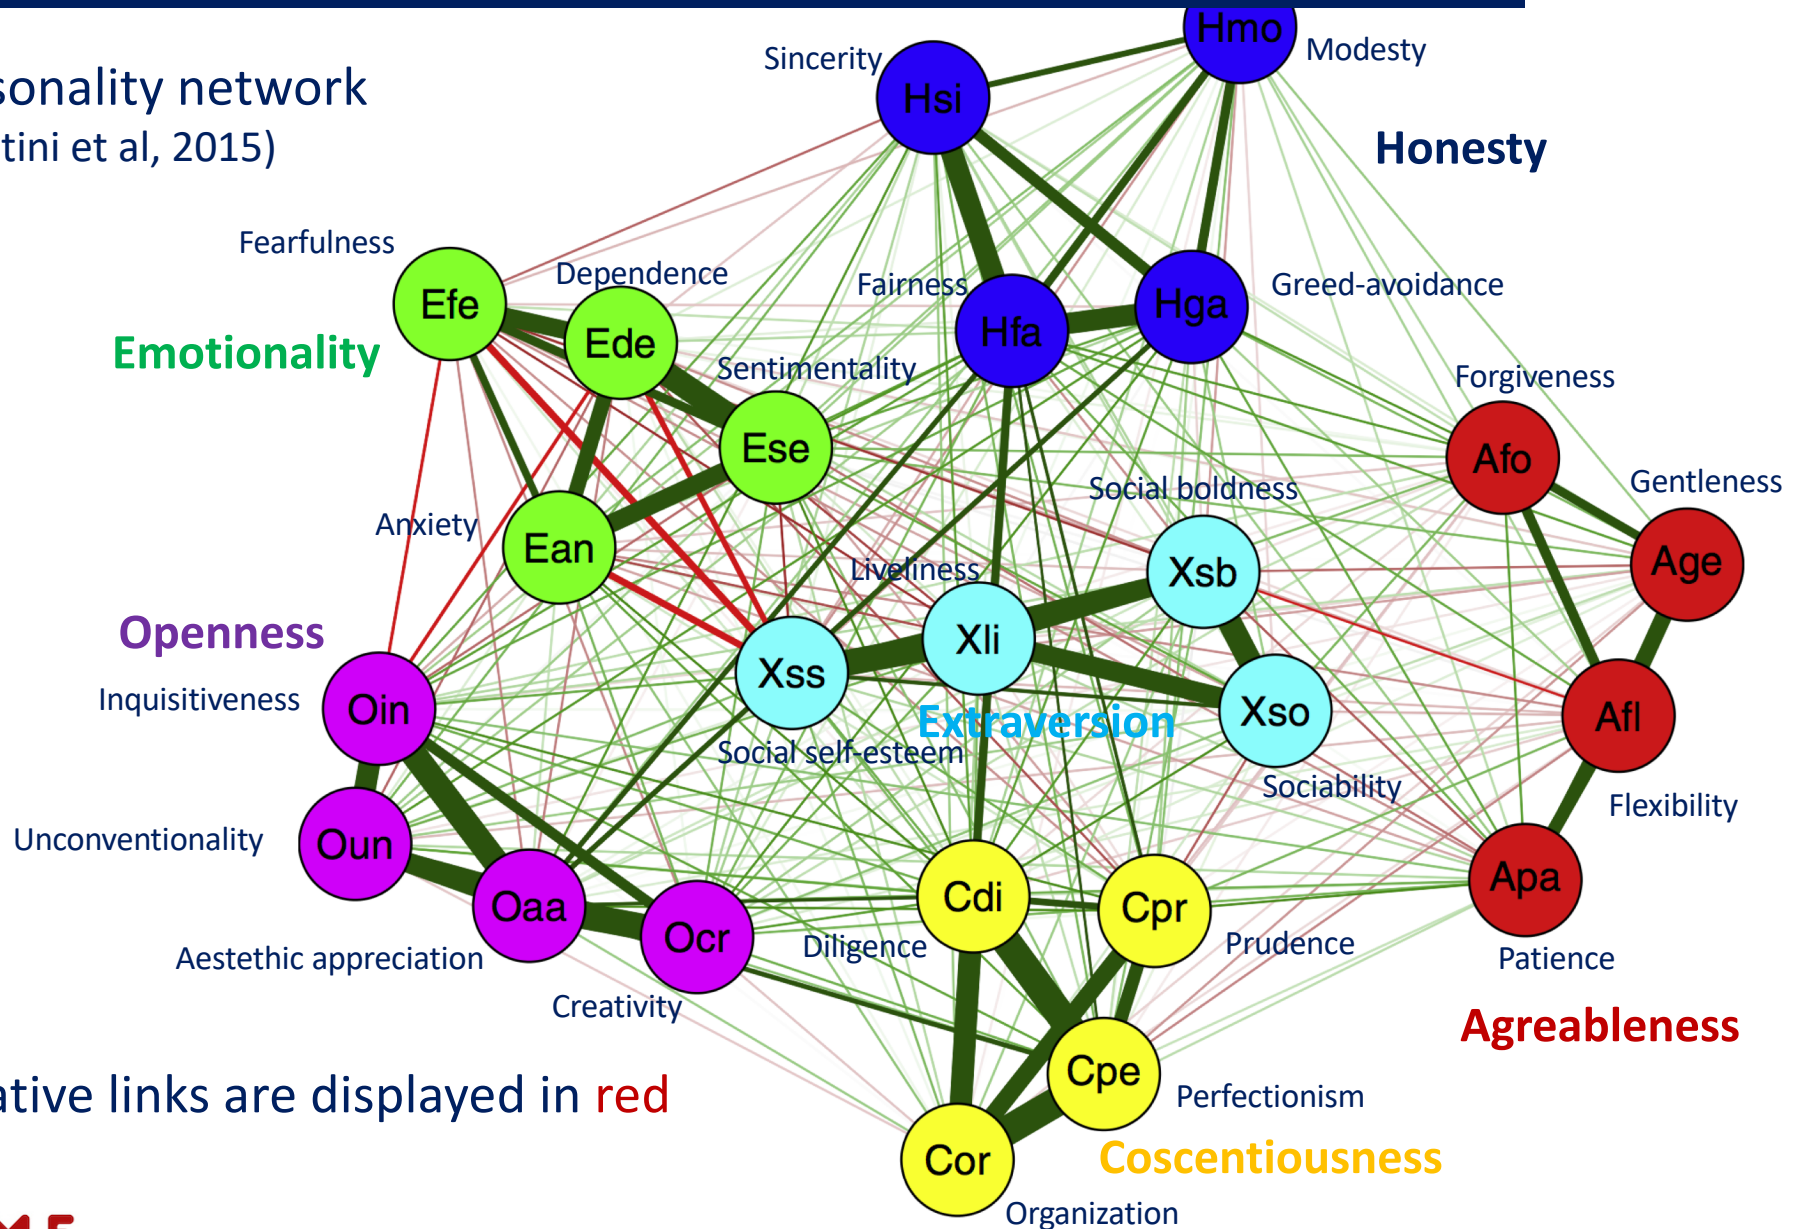 Hmo
Modesty
Sincerity
Hsi
sonality network
tini et al, 2015)
Honesty
Fearfulness
Dependence
Fairness
Greed-avoidance
Efe
Ede
Hfa
Hga
Emotionality
Sentimentality
Forgiveness
Ese
Afo
Social boldness
Gentleness
Anxiety
Ean
Liveliness
Xsb
Age
Openness
Xli
Xss
Inquisitiveness
Oin
Extraversion
Xso
Afl
Social self-esteem
Sociability
Flexibility
Unconventionality
Oun
Apa
Oaa
Cdi
Cpr
Ocr
Aestethic appreciation
Diligence
Prudence
Patience
Creativity
Agreableness
Cpe
ative links are displayed in red
Perfectionism
Cor
Coscentiousness
Organization